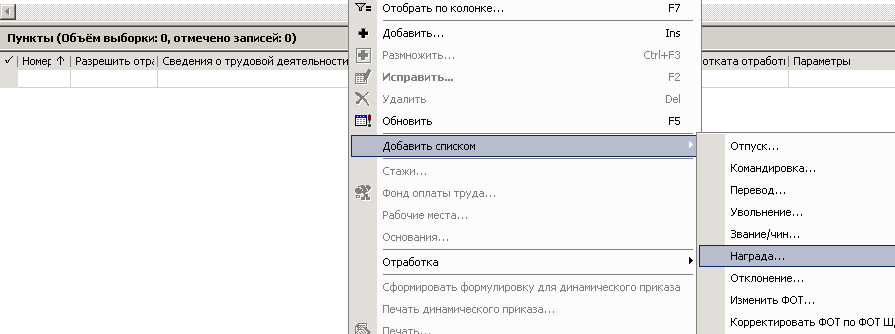 Отобрать по колонке... F7
Пункты (Объём выборки: 0, отмечено записей: 0)
Добавить... Ins
Размножить... Ctrl+F3
Номер Разрешить отра Сведения о трудовой деятельности отката отработ Параметры
Исправить... F2
Удалить Del
Обновить F5
Добавить списком
Отпуск...
Стажи...
Командировка...
Фонд оплаты труда...
Перевод...
Рабочие места...
Увольнение...
Основания...
Звание/чин...
Отработка
Награда...
Отклонение...
Сформировать формулировку для динамического приказа
Изменить ФОТ...
Печать динамического приказа...
Корректировать ФОТ по ФОТ Ш
Печать...